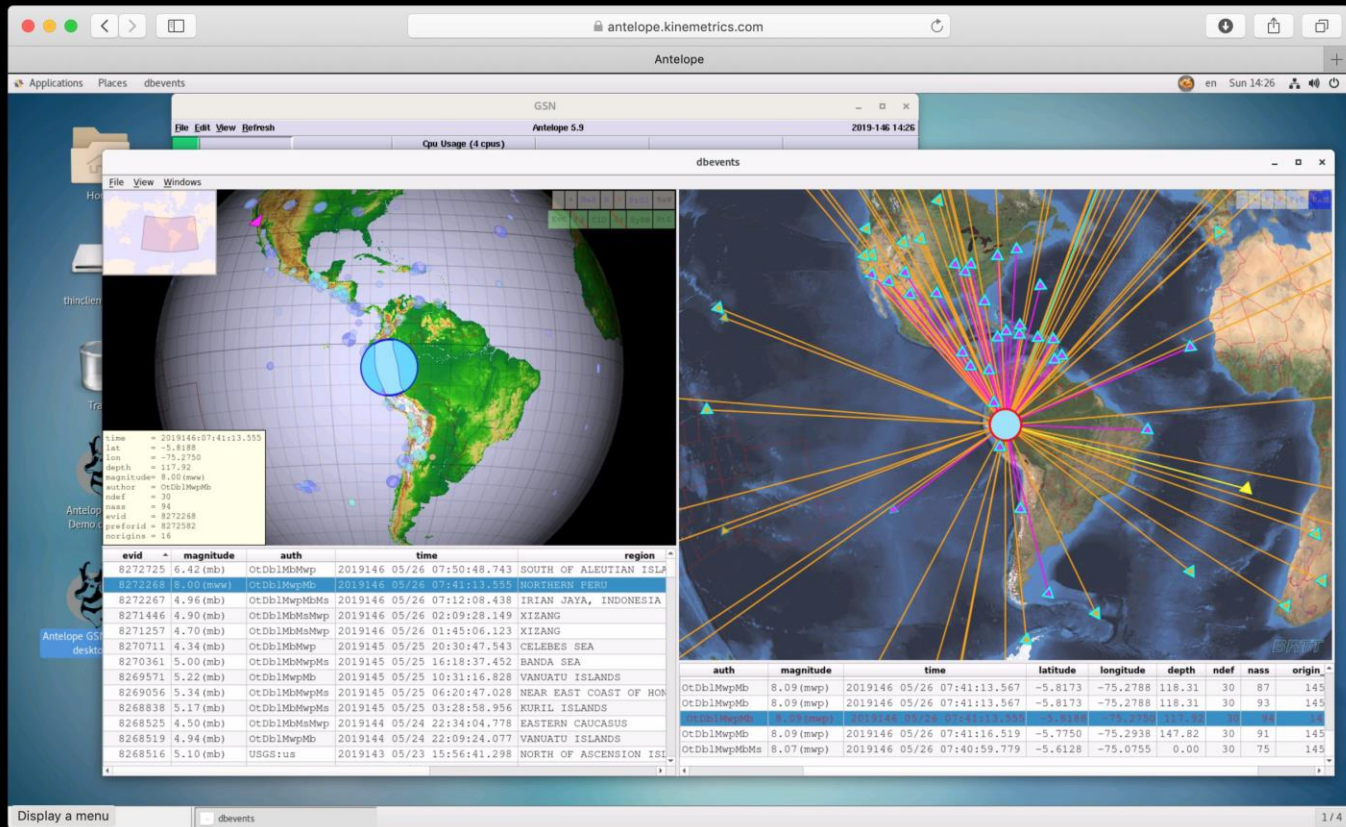 antelope.kinemetrics.com
Antelope
Applications Places dbevents
en Sun 14:26
GSN
File Edit View Refresh
Antelope 5.9
2019-146 14:26
Cpu Usage (4 cpus)
dbevents
File View Windows
time = 2019146:07:41:13.555
lat = -5.8188
lon = -75.2750
depth = 117.92
magnitude= 8.00(mww)
author = OtDblMwpMb
ndef = 30
nass = 94
evid = 8272268
preforid = 8272582
norigins = 16
evid magnitude auth time region
8272725 6.42(mb) OtDblMbMwp 2019146 05/26 07:50:48.743 SOUTH OF ALEUTIAN ISLA
8272268 8.00(mww) OtDblMwpMb 2019146 05/26 07:41:13.555 NORTHERN PERU
8272267 4.96(mb) OtDblMwpMbMs 2019146 05/26 07:12:08.438 IRIAN JAYA, INDONESIA
8271446 4.90(mb) OtDblMbMsMwp 2019146 05/26 02:09:28.149 XIZANG
8271257 4.70(mb) OtDblMbMsMwp 2019146 05/26 01:45:06.123 XIZANG
8270711 4.34(mb) OtDblMbMwp 2019145 05/25 20:30:47.543 CELEBES SEA
8270361 5.00(mb) OtDblMbMwpMs 2019145 05/25 16:18:37.452 BANDA SEA
8269571 5.22(mb) OtDblMwpMb 2019145 05/25 10:31:16.828 VANUATU ISLANDS
8269056 5.34(mb) OtDblMbMwpMs 2019145 05/25 06:20:47.028 NEAR EAST COAST OF HON
8268838 5.17(mb) OtDblMbMwpMs 2019145 05/25 03:28:58.956 KURIL ISLANDS
8268525 4.50(mb) OtDblMbMsMwp 2019144 05/24 22:34:04.778 EASTERN CAUCASUS
8268519 4.94(mb) OtDblMwpMb 2019144 05/24 22:09:24.077 VANUATU ISLANDS
8268516 5.10(mb) USGS:us 2019143 05/23 15:56:41.298 NORTH OF ASCENSION ISI
BRTT
auth magnitude time latitude longitude depth ndef nass origin_
OtDblMwpMb 8.09(mwp) 2019146 05/26 07:41:13.567 -5.8173 -75.2788 118.31 30 87 145
OtDblMwpMb 8.09(mwp) 2019146 05/26 07:41:13.567 -5.8173 -75.2788 118.31 30 93 145
OtDblMwpMb 8.09(mwp) 2019146 05/26 07:41:13.555 -5.8188 -75.2750 117.92 30 94 14
OtDblMwpMb 8.09(mwp) 2019146 05/26 07:41:16.519 -5.7750 -75.2938 147.82 30 91 145
OtDblMwpMbMs 8.07(mwp) 2019146 05/26 07:40:59.779 -5.6128 -75.0755 0.00 30 75 145
Ho
thinclien
Tra
Antelop
Demo.
Antelope GSN
deskto
Display a menu
dbevents
1 / 4